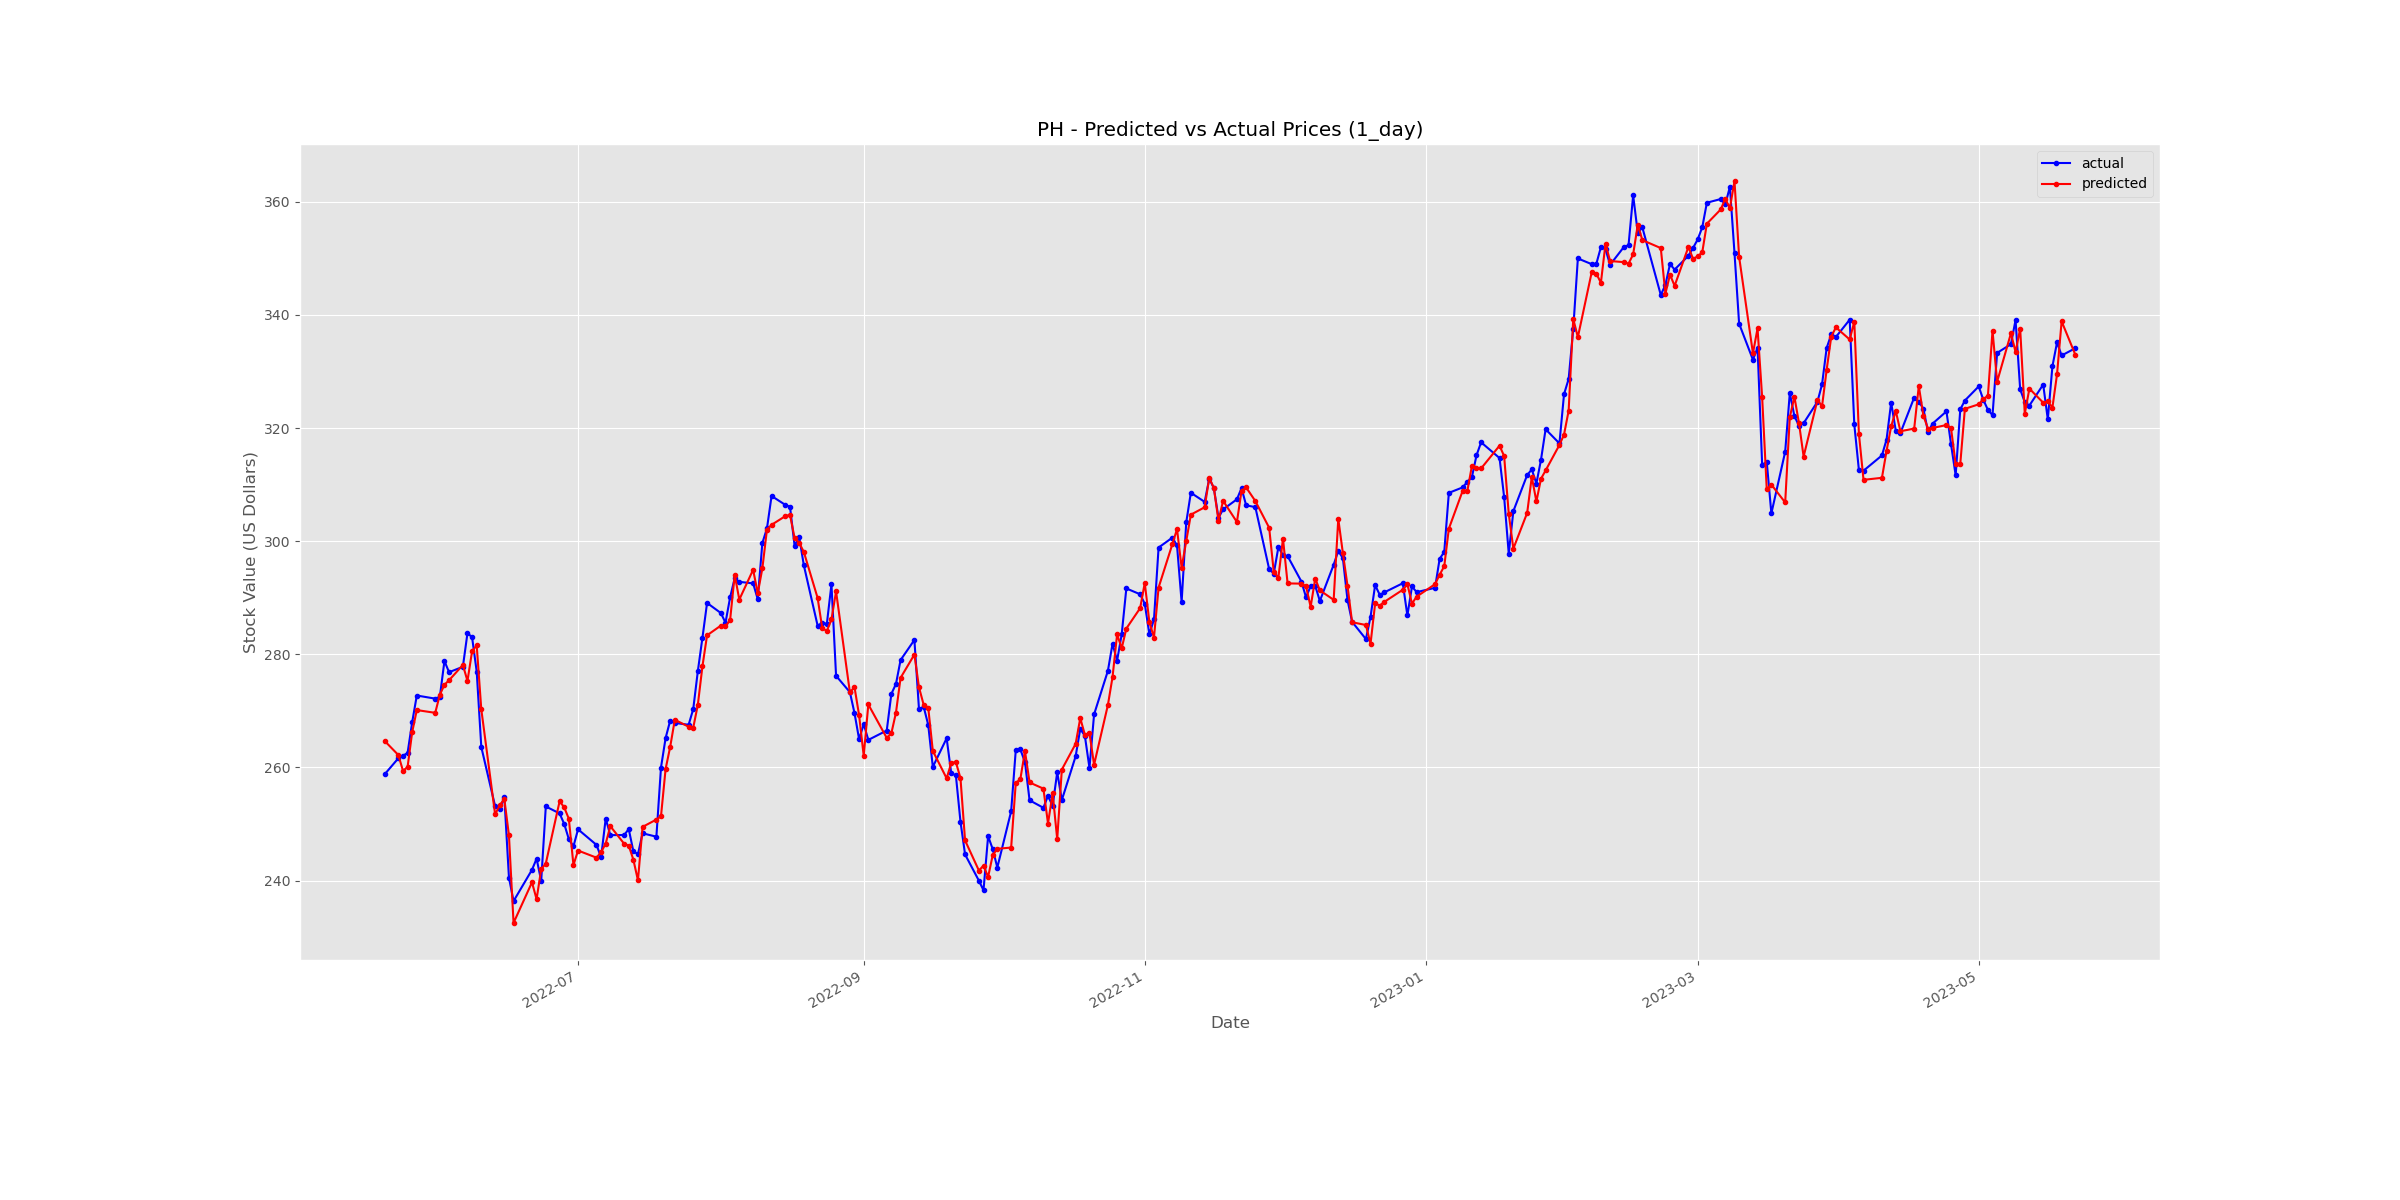 PH - Predicted vs Actual Prices (1_day)
actual
predicted
360
340
320
300
280
260
240
Stock Value (US Dollars)
2022-07
2022-09
2022-11
2023-01
2023-03
2023-05
Date